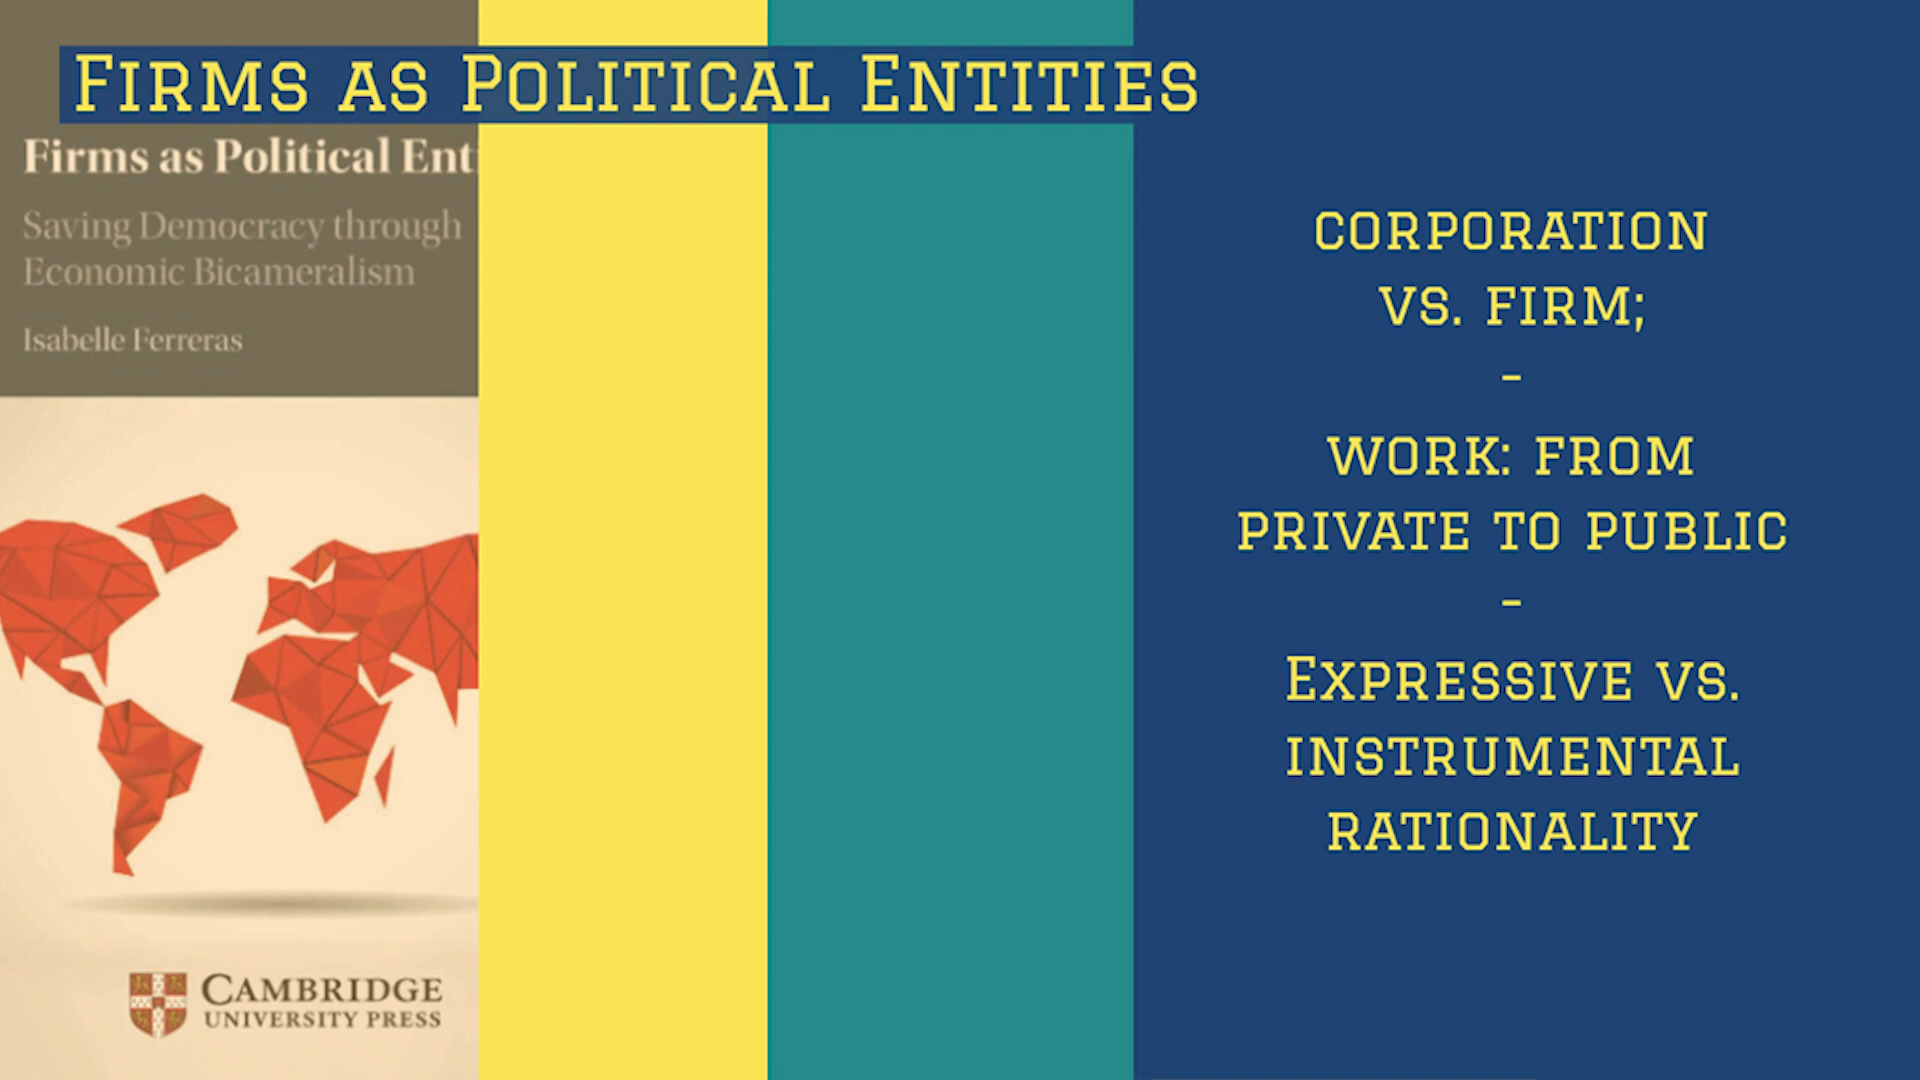 Firms as Political Entities
Firms as Political Ent
Saving Democracy through
Economic Bicameralism
Isabelle Ferreras
CAMBRIDGE
UNIVERSITY PRESS
CORPORATION
VS. FIRM;
-
WORK: FROM
PRIVATE TO PUBLIC
-
EXPRESSIVE VS.
INSTRUMENTAL
RATIONALITY